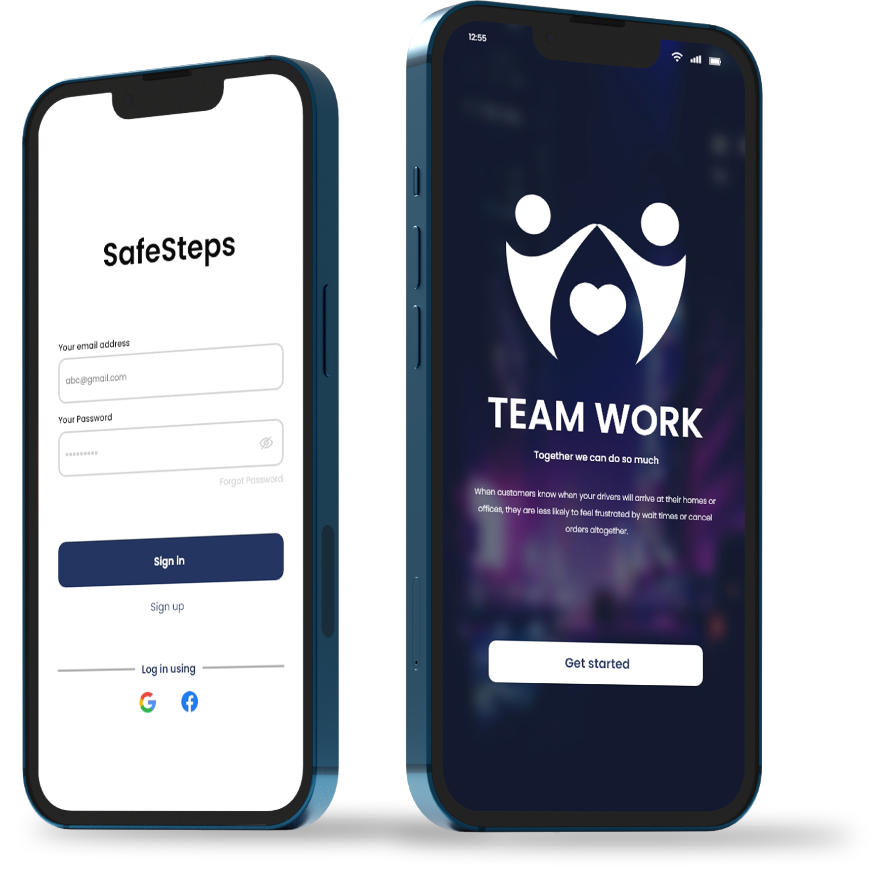 SafeSteps
Your email address
abc@gmail.com
Your Password
Forgot Password
Sign in
Sign up
Log in using
12:55
TEAM WORK
Together we can do so much
When customers know when your drivers will arrive at their homes or
offices, they are less likely to feel frustrated by wait times or cancel
orders altogether.
Get started